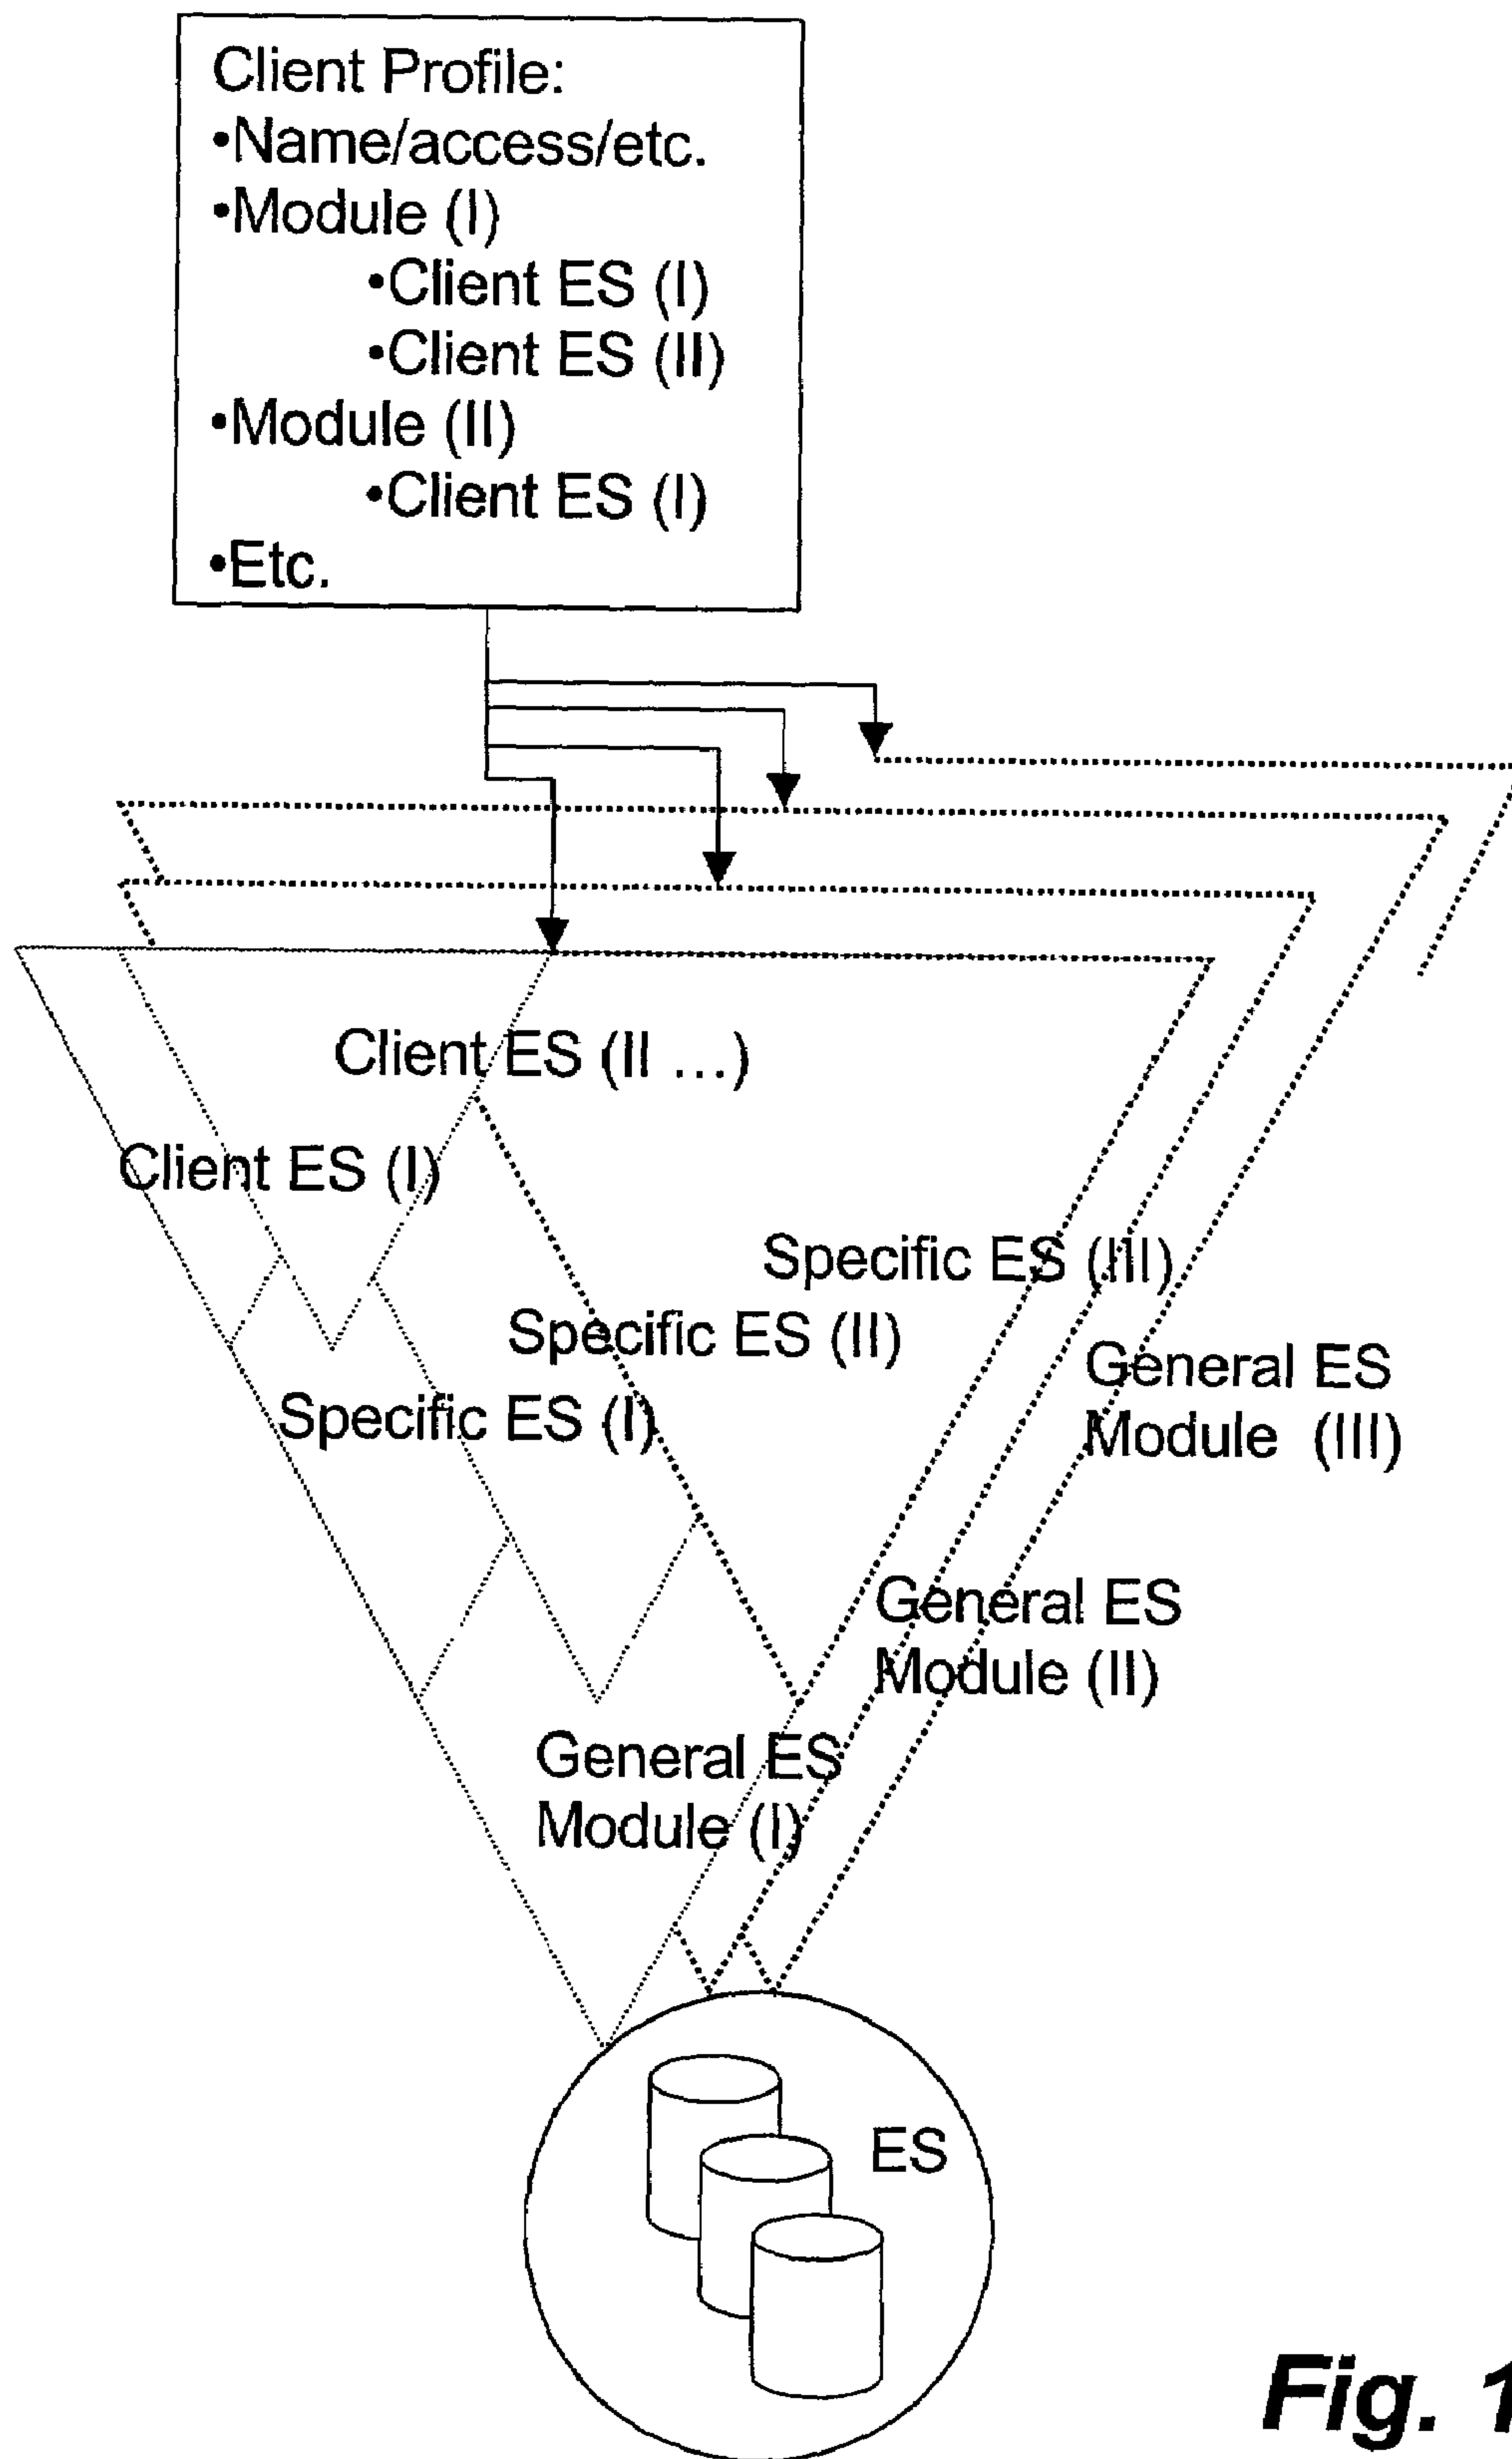 Client Profile:
•Name/access/etc.
•Module (I)
•Client ES (I)
•Client ES (II)
•Module (II)
•Client ES (I)
•Etc.
Client ES (II ...)
Client ES (I)
Specific ES (III)
Specific ES (II)
Specific ES (I)
General ES
Module (III)
General ES
Module (II)
General ES
Module (I)
ES
Fig. 1